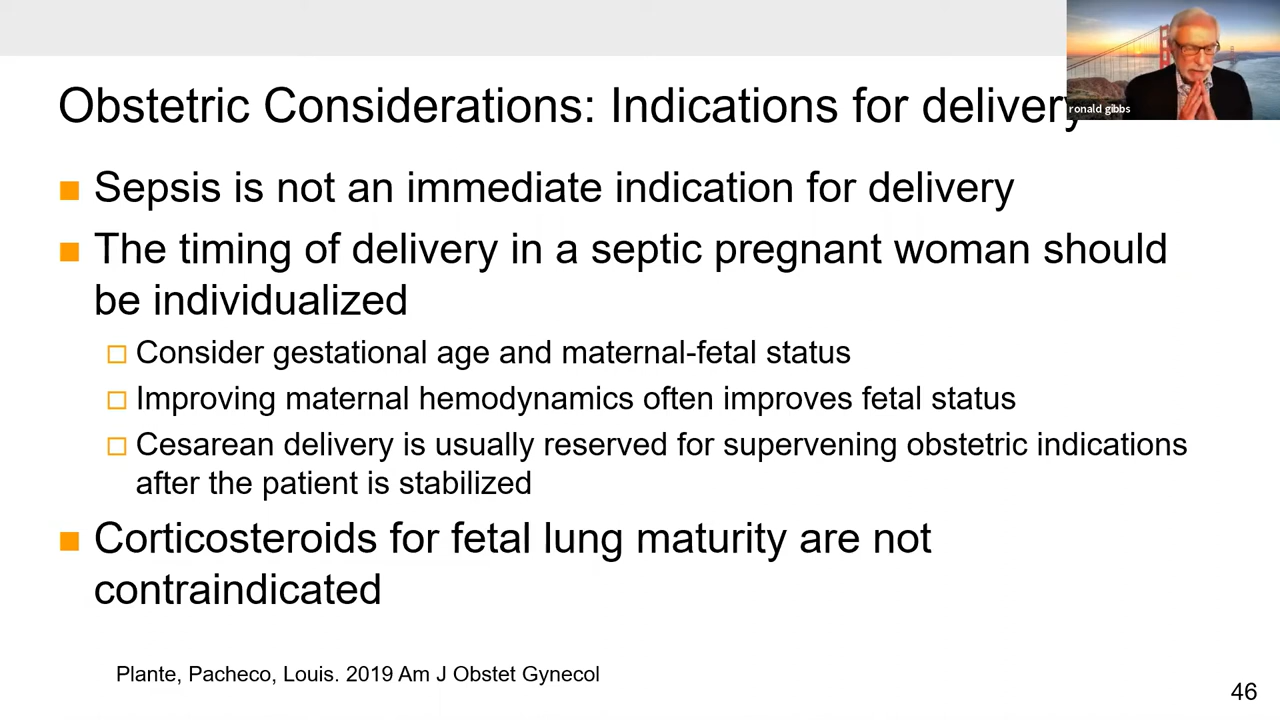 Obstetric Considerations: Indications for delivery
ronald gibbs
Sepsis is not an immediate indication for delivery
The timing of delivery in a septic pregnant woman should
be individualized
Consider gestational age and maternal-fetal status
Improving maternal hemodynamics often improves fetal status
Cesarean delivery is usually reserved for supervening obstetric indications
after the patient is stabilized
Corticosteroids for fetal lung maturity are not
contraindicated
Plante, Pacheco, Louis. 2019 Am J Obstet Gynecol
46